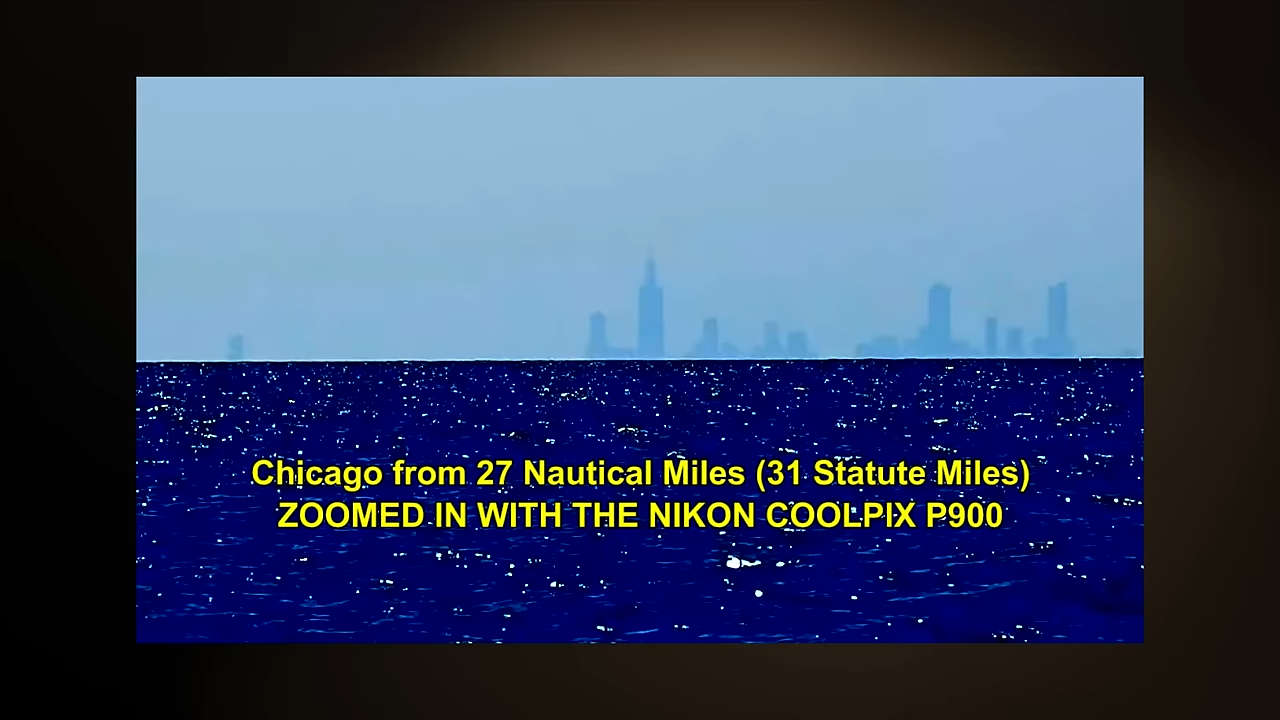 Chicago from 27 Nautical Miles (31 Statute Miles)
ZOOMED IN WITH THE NIKON COOLPIX P900